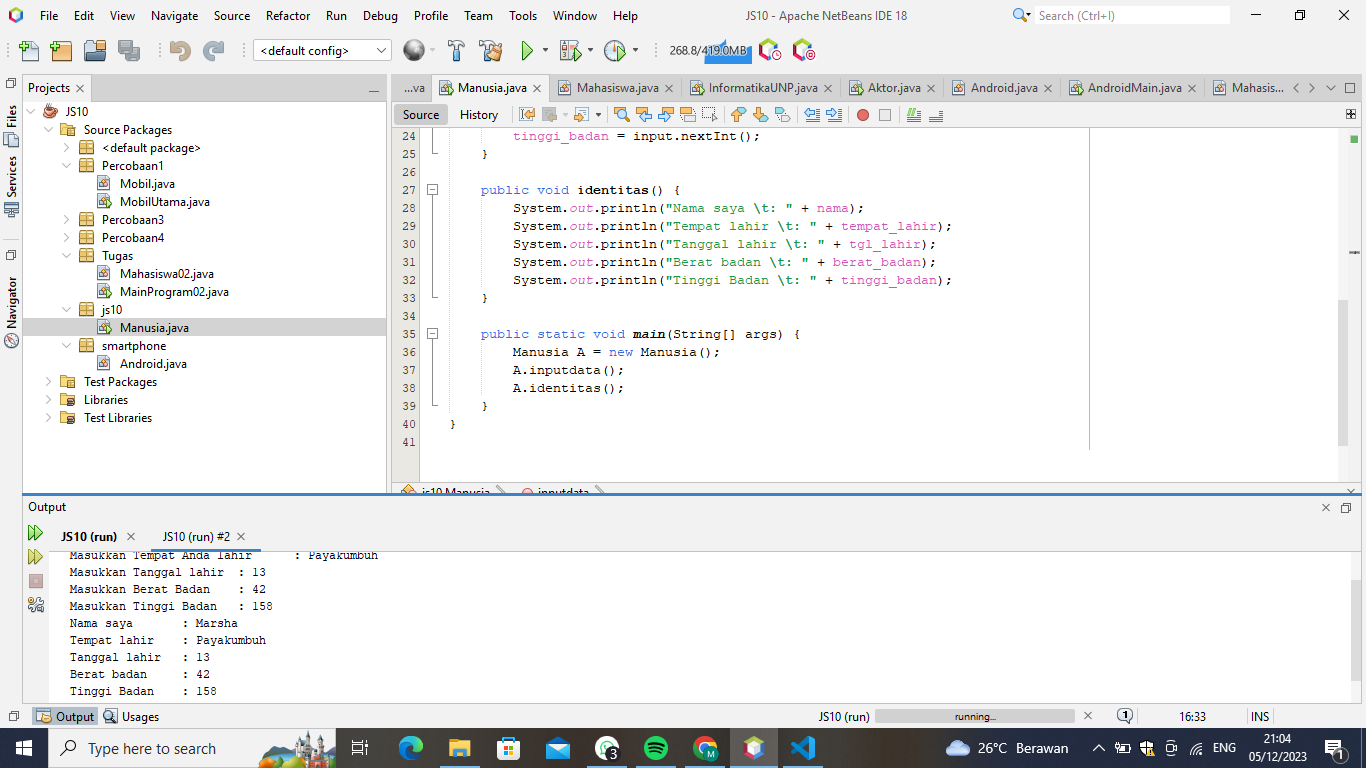 File Edit View Navigate Source Refactor Run Debug Profile Team Tools Window Help JS10 - Apache NetBeans IDE 18 Search (Ctrl+I)
<default config> 268.8/419.0MB
Projects
JS10
Source Packages
<default package>
Percobaan1
Mobil.java
MobilUtama.java
Percobaan3
Percobaan4
Tugas
Mahasiswa02.java
MainProgram02.java
js10
Manusia.java
smartphone
Android.java
Test Packages
Libraries
Test Libraries
Files
Services
Navigator
...va Manusia.java Mahasiswa.java InformatikaUNP.java Aktor.java Android.java AndroidMain.java Mahasis...
Source History
24 tinggi_badan = input.nextInt();
25 }
26
27 public void identitas() {
28 System.out.println("Nama saya \t: " + nama);
29 System.out.println("Tempat lahir \t: " + tempat_lahir);
30 System.out.println("Tanggal lahir \t: " + tgl_lahir);
31 System.out.println("Berat badan \t: " + berat_badan);
32 System.out.println("Tinggi Badan \t: " + tinggi_badan);
33 }
34
35 public static void main(String[] args) {
36 Manusia A = new Manusia();
37 A.inputdata();
38 A.identitas();
39 }
40 }
41
js10.Manusia inputdata
Output
JS10 (run) JS10 (run) #2
Masukkan Tempat Anda lahir : Payakumbuh
Masukkan Tanggal lahir : 13
Masukkan Berat Badan : 42
Masukkan Tinggi Badan : 158
Nama saya : Marsha
Tempat lahir : Payakumbuh
Tanggal lahir : 13
Berat badan : 42
Tinggi Badan : 158
Output Usages JS10 (run) running... 1 16:33 INS
Type here to search 3 M 26°C Berawan ENG 21:04
05/12/2023 1